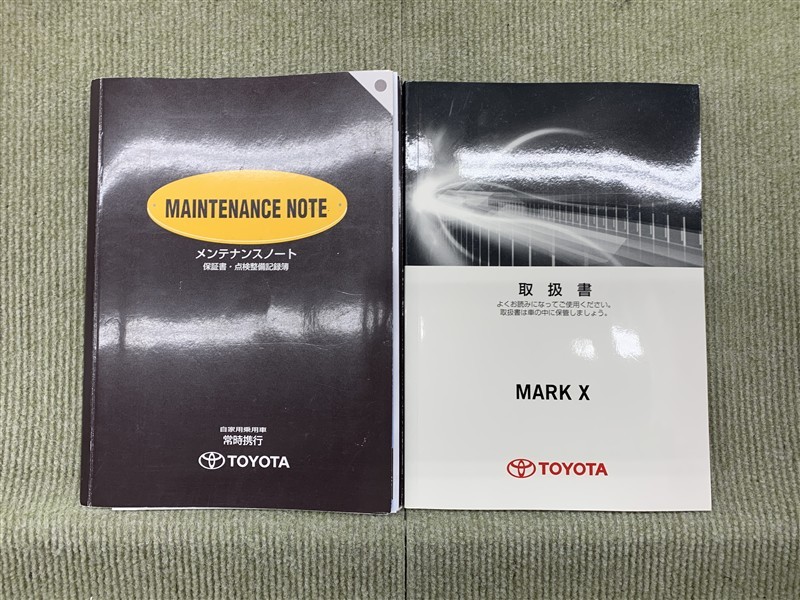 MAINTENANCE NOTE
メンテナンスノート
保証書・点検整備記録簿
自家用乗用車
常時携行
TOYOTA
取扱書
よくお読みになってご使用ください。
取扱書は車の中に保管しましょう。
MARK X
TOYOTA